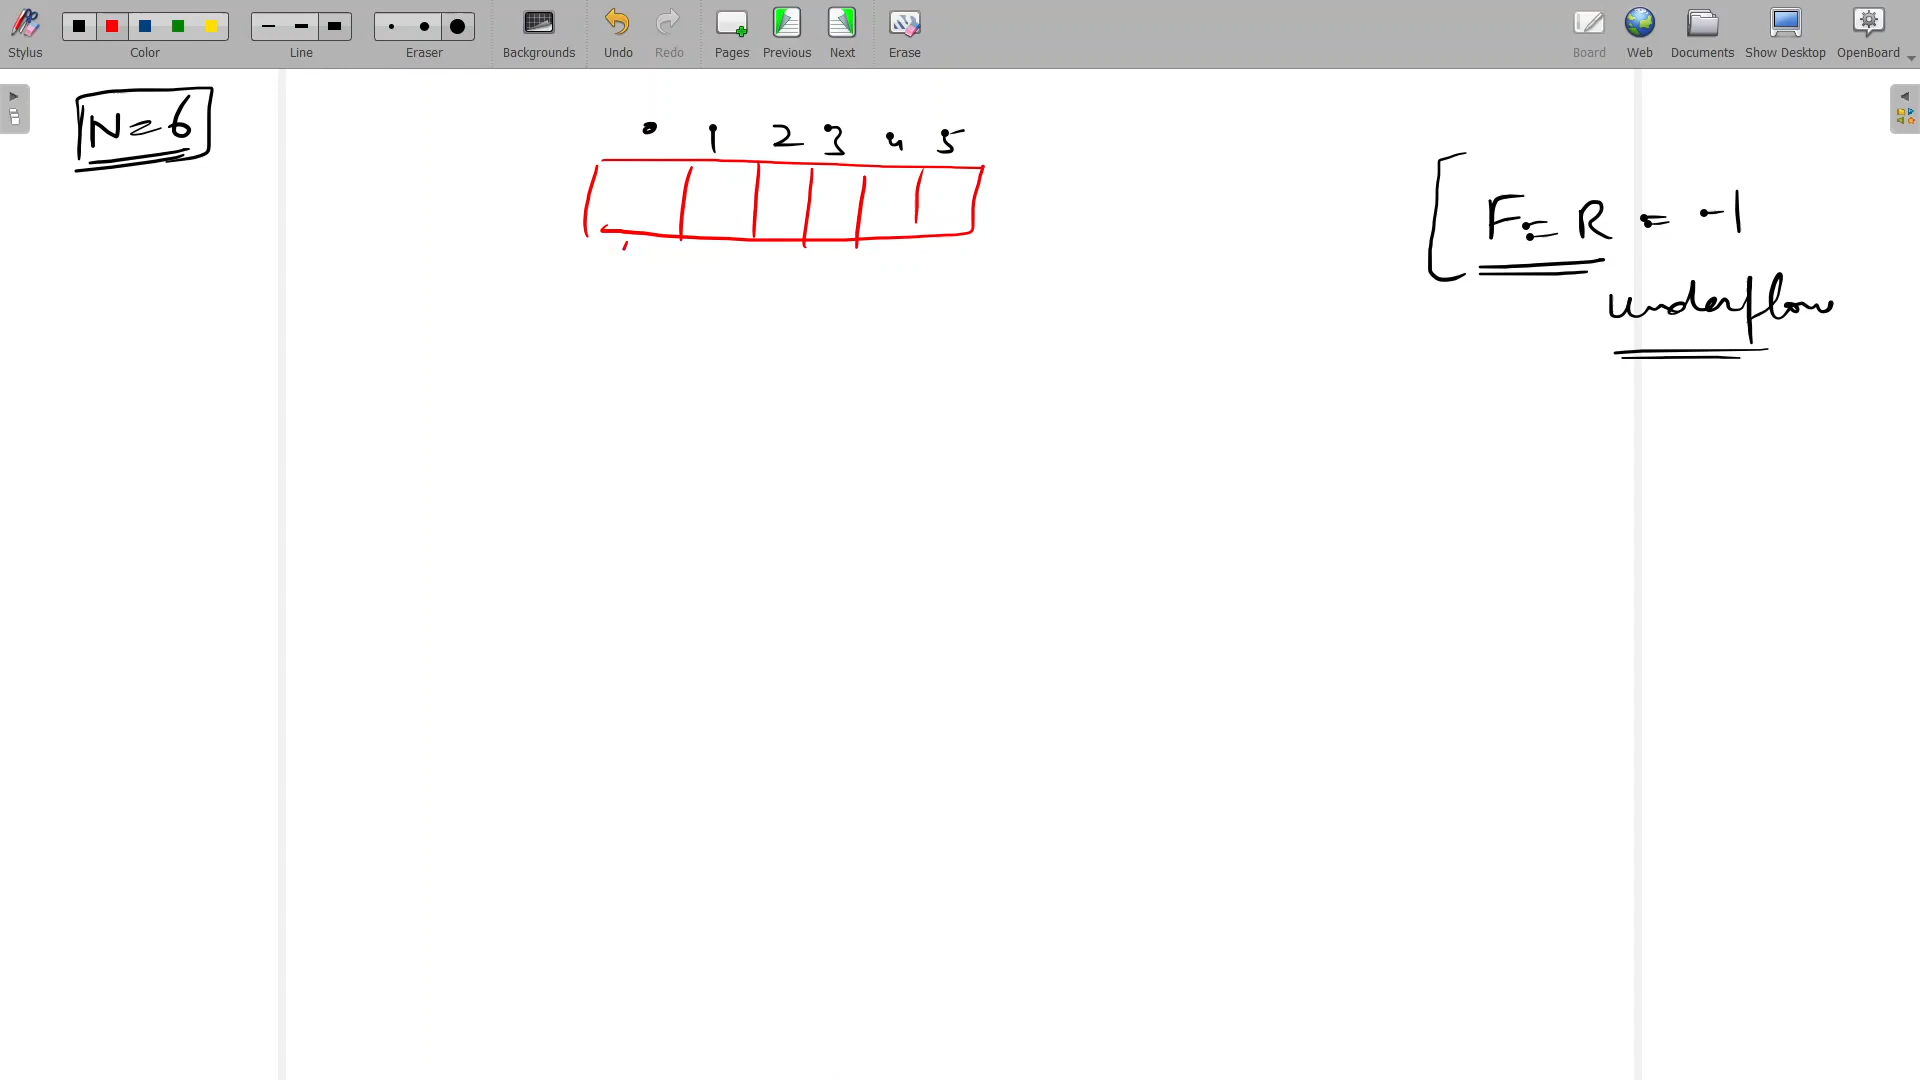 Stylus Color Line Eraser Backgrounds Undo Redo Pages Previous Next Erase Board Web Documents Show Desktop OpenBoard
N=6
0 1 2 3 4 5
F = R = -1
underflow